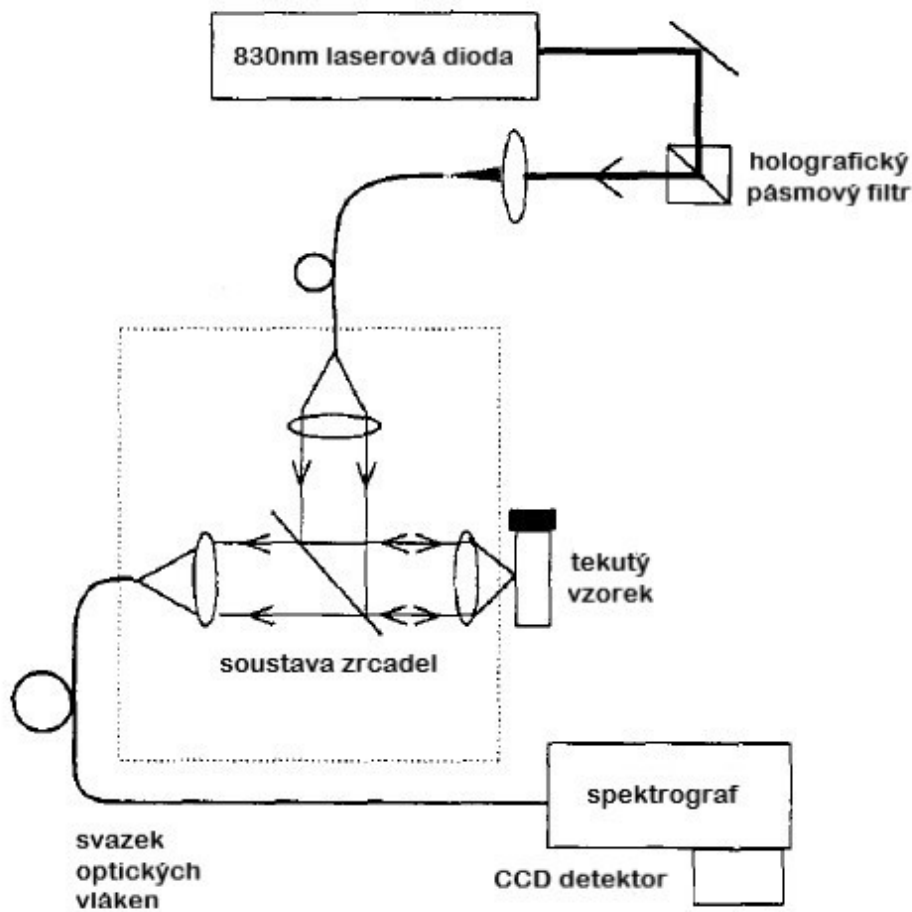 830nm laserová dioda
holografický
pásmový filtr
tekutý
vzorek
soustava zrcadel
spektrograf
svazek
optických
vláken
CCD detektor